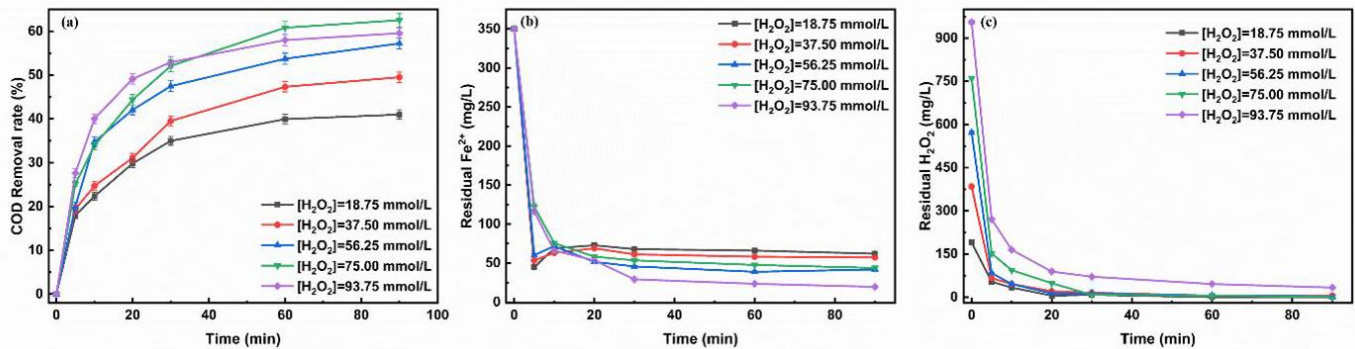 (a)
COD Removal rate (%)
60
50
40
30
20
10
0
[H₂O₂]=18.75 mmol/L
[H₂O₂]=37.50 mmol/L
[H₂O₂]=56.25 mmol/L
[H₂O₂]=75.00 mmol/L
[H₂O₂]=93.75 mmol/L
0 20 40 60 80 100
Time (min)
(b)
Residual Fe²⁺ (mg/L)
350
300
250
200
150
100
50
0
[H₂O₂]=18.75 mmol/L
[H₂O₂]=37.50 mmol/L
[H₂O₂]=56.25 mmol/L
[H₂O₂]=75.00 mmol/L
[H₂O₂]=93.75 mmol/L
0 20 40 60 80
Time (min)
(c)
Residual H₂O₂ (mg/L)
900
750
600
450
300
150
0
[H₂O₂]=18.75 mmol/L
[H₂O₂]=37.50 mmol/L
[H₂O₂]=56.25 mmol/L
[H₂O₂]=75.00 mmol/L
[H₂O₂]=93.75 mmol/L
0 20 40 60 80
Time (min)